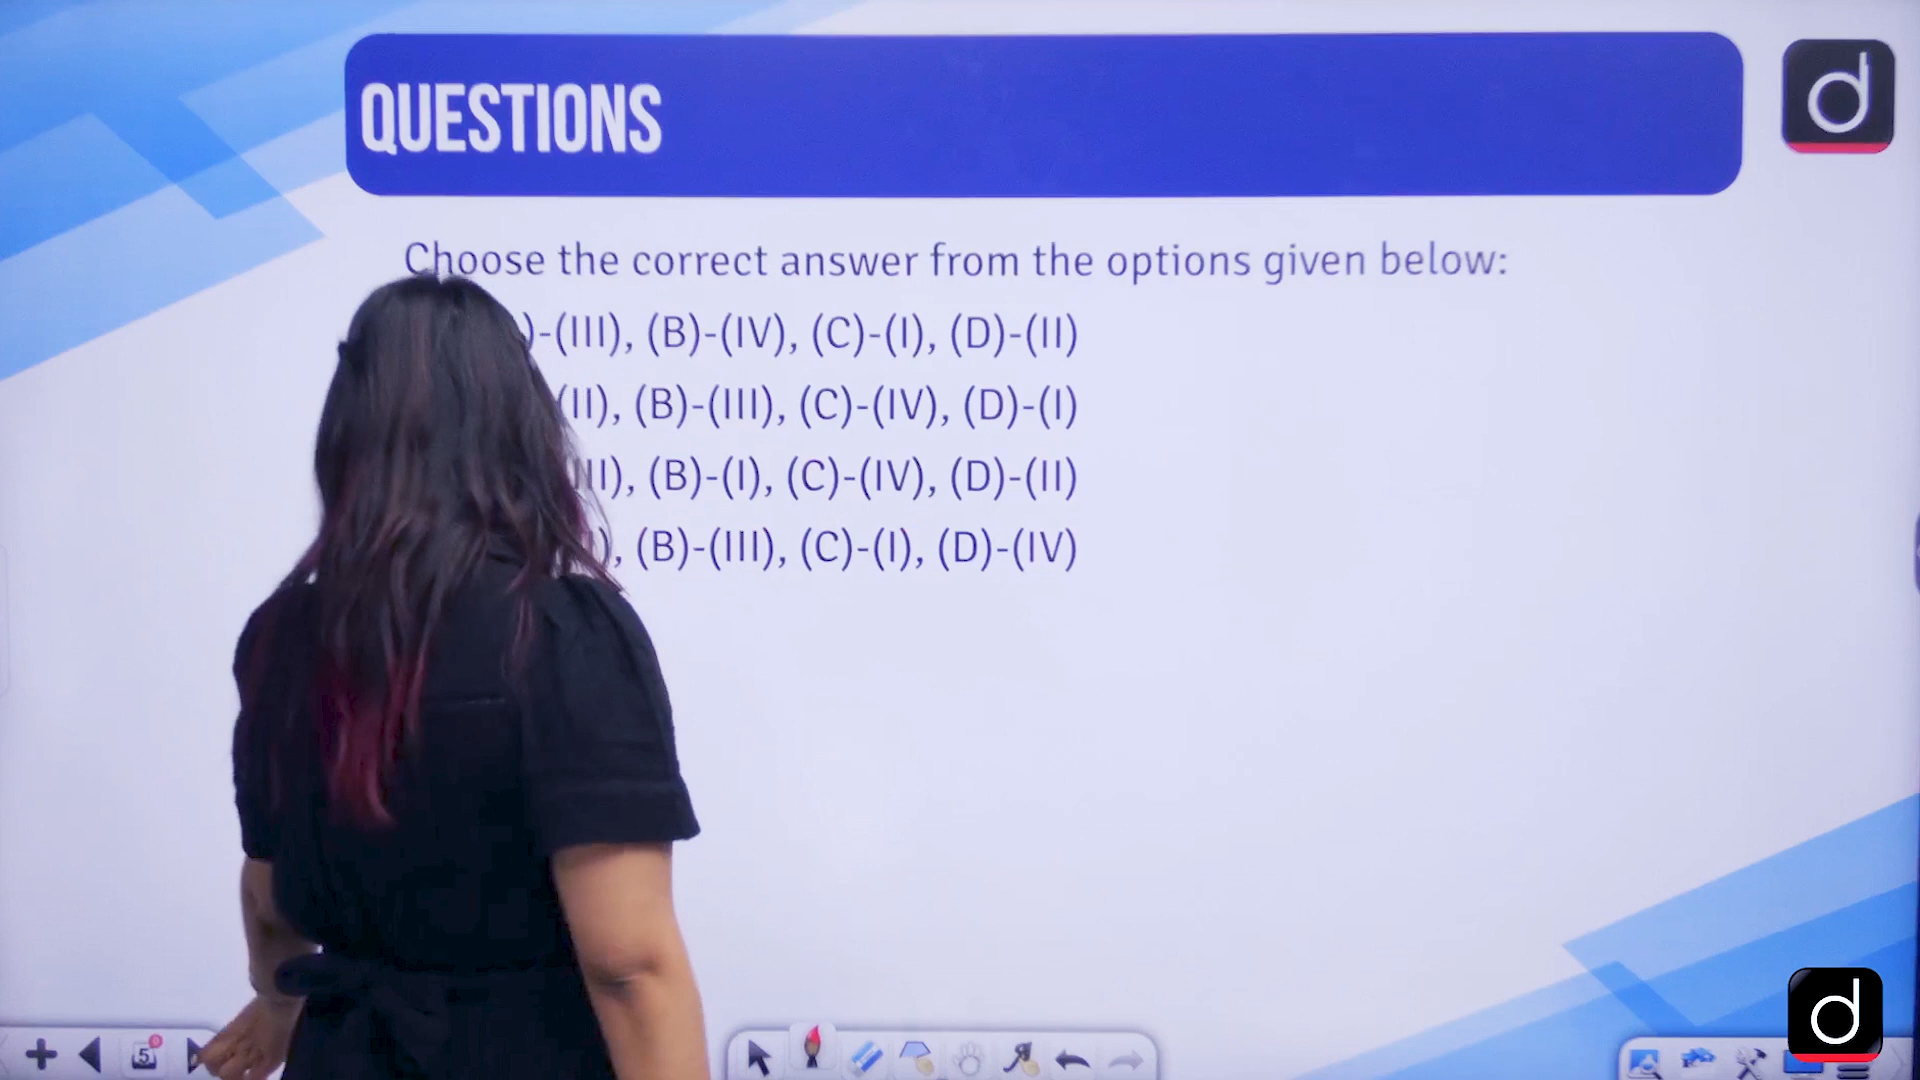 QUESTIONS
d
Choose the correct answer from the options given below:
)-(III), (B)-(IV), (C)-(I), (D)-(II)
(II), (B)-(III), (C)-(IV), (D)-(I)
(B)-(I), (C)-(IV), (D)-(II)
(B)-(III), (C)-(I), (D)-(IV)
5
d